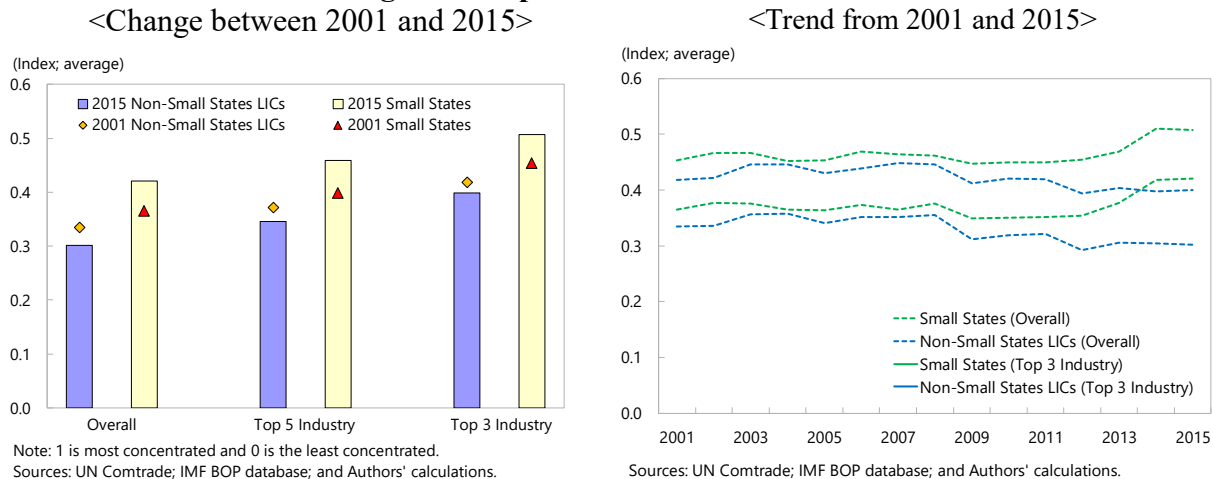 <Change between 2001 and 2015>
(Index; average)
0.6
2015 Non-Small States LICs
2015 Small States
2001 Non-Small States LICs
2001 Small States
0.5
0.4
0.3
0.2
0.1
0.0
Overall
Top 5 Industry
Top 3 Industry
Note: 1 is most concentrated and 0 is the least concentrated.
Sources: UN Comtrade; IMF BOP database; and Authors' calculations.
<Trend from 2001 and 2015>
(Index; average)
0.6
0.5
0.4
0.3
0.2
0.1
0.0
Small States (Overall)
Non-Small States LICs (Overall)
Small States (Top 3 Industry)
Non-Small States LICs (Top 3 Industry)
2001 2003 2005 2007 2009 2011 2013 2015
Sources: UN Comtrade; IMF BOP database; and Authors' calculations.